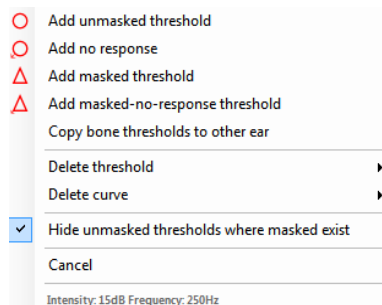 Add unmasked threshold
Add no response
Add masked threshold
Add masked-no-response threshold
Copy bone thresholds to other ear
Delete threshold
Delete curve
Hide unmasked thresholds where masked exist
Cancel
Intensity: 15dB Frequency: 250Hz